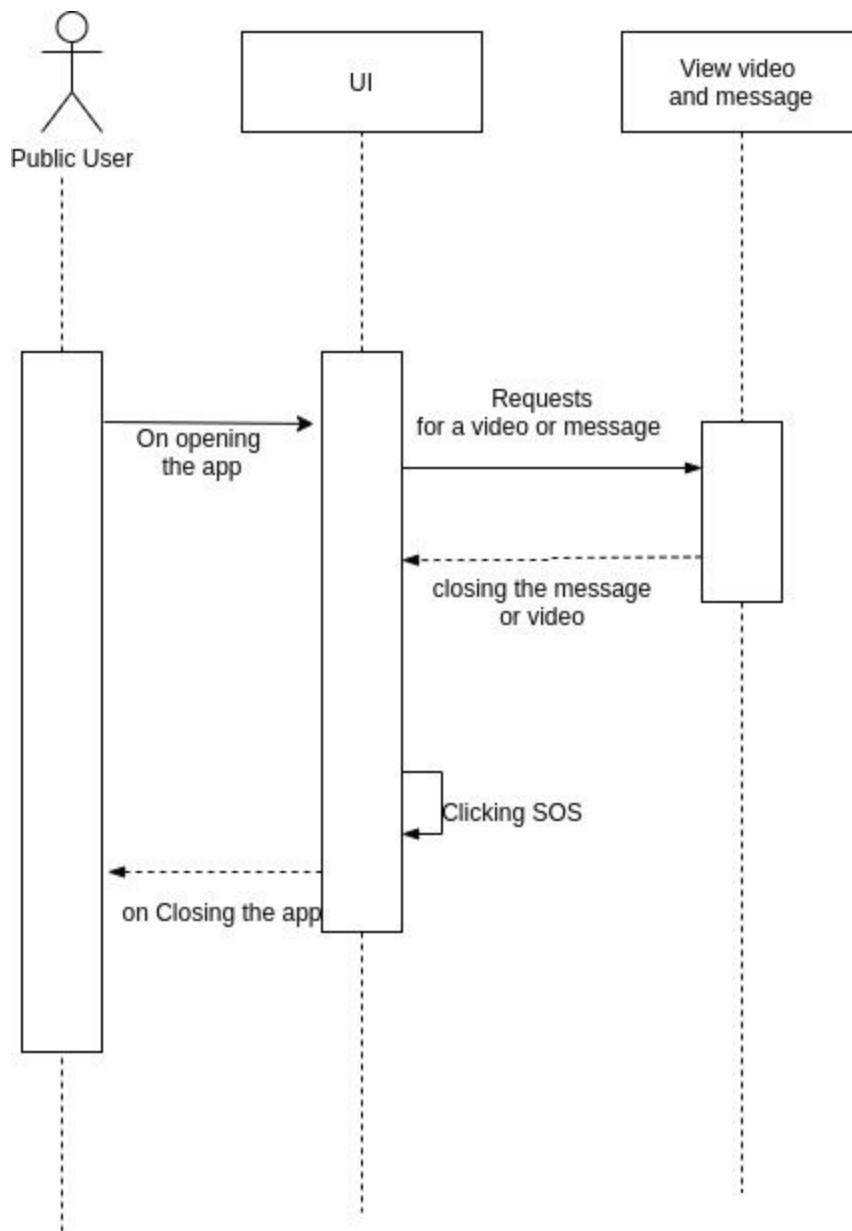 UI
View video
and message
Public User
Requests
for a video or message
On opening
the app
closing the message
or video
Clicking SOS
on Closing the app